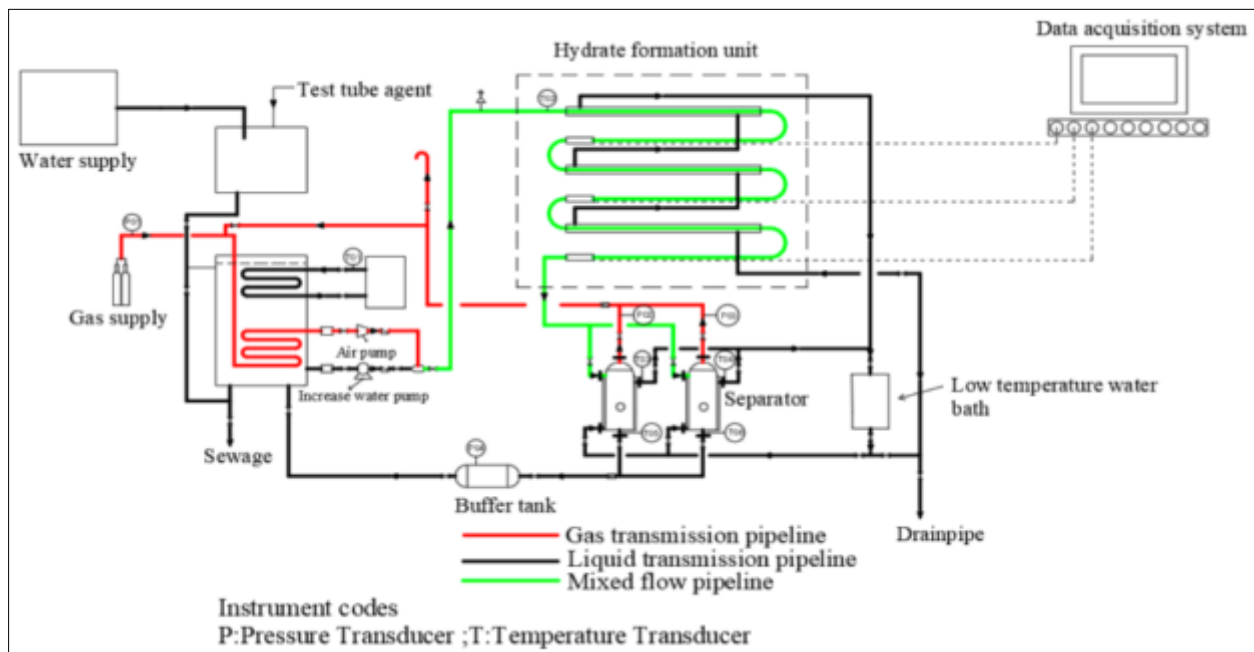 Data acquisition system
Hydrate formation unit
Test tube agent
Water supply
Gas supply
Air pump
Increase water pump
Separator
Low temperature water
bath
Sewage
Buffer tank
Drainpipe
Gas transmission pipeline
Liquid transmission pipeline
Mixed flow pipeline
Instrument codes
P:Pressure Transducer ;T:Temperature Transducer